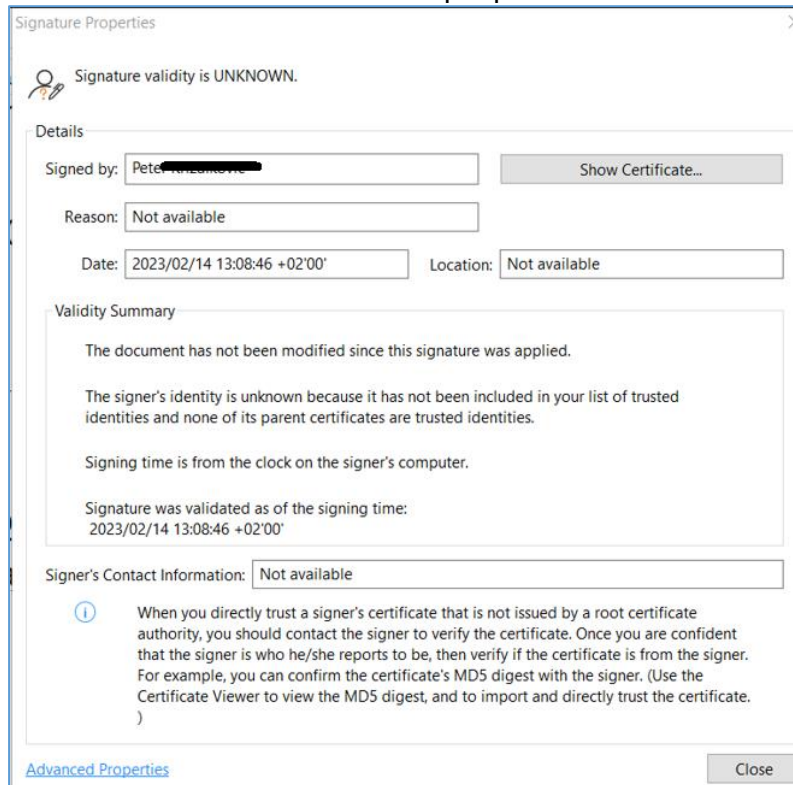 Signature Properties
Signature validity is UNKNOWN.
Details
Signed by: Peter
Show Certificate...
Reason: Not available
Date: 2023/02/14 13:08:46 +02'00'
Location: Not available
Validity Summary
The document has not been modified since this signature was applied.
The signer's identity is unknown because it has not been included in your list of trusted
identities and none of its parent certificates are trusted identities.
Signing time is from the clock on the signer's computer.
Signature was validated as of the signing time:
2023/02/14 13:08:46 +02'00'
Signer's Contact Information: Not available
When you directly trust a signer's certificate that is not issued by a root certificate
authority, you should contact the signer to verify the certificate. Once you are confident
that the signer is who he/she reports to be, then verify if the certificate is from the signer.
For example, you can confirm the certificate's MD5 digest with the signer. (Use the
Certificate Viewer to view the MD5 digest, and to import and directly trust the certificate.
)
Advanced Properties
Close